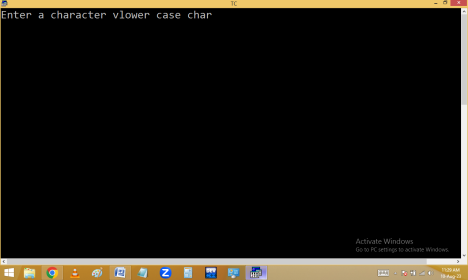 TC
Enter a character vlower case char
Activate Windows
Go to PC settings to activate Windows.